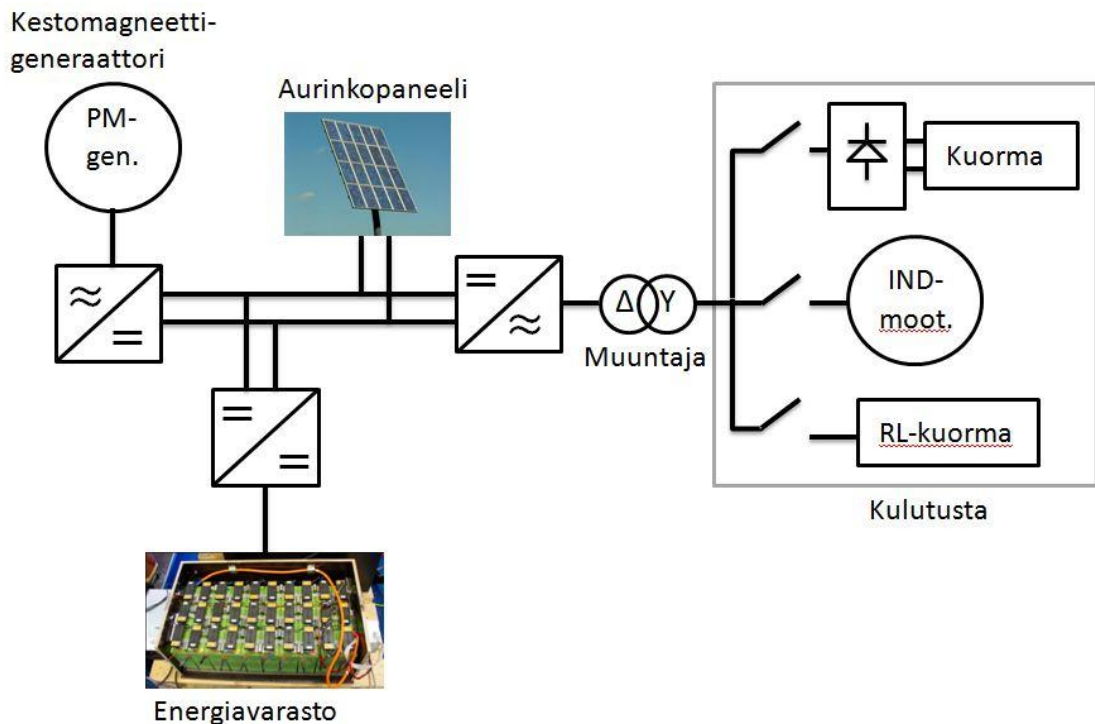 Kestomagneetti-
generaattori
PM-
gen.
Aurinkopaneeli
Δ Y
Muuntaja
Kuorma
IND-
moot.
RL-kuorma
Kulutusta
Energiavarasto